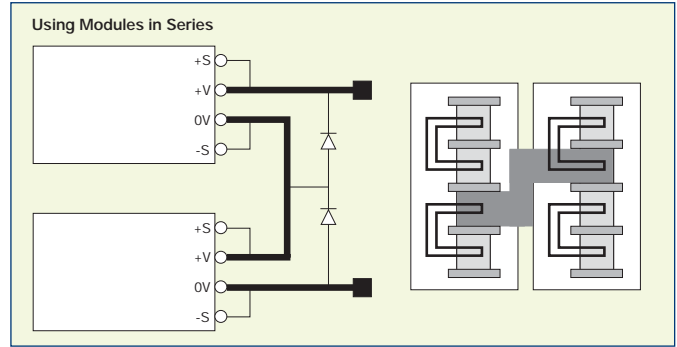 Using Modules in Series
+S
+V
0V
-S
+S
+V
0V
-S